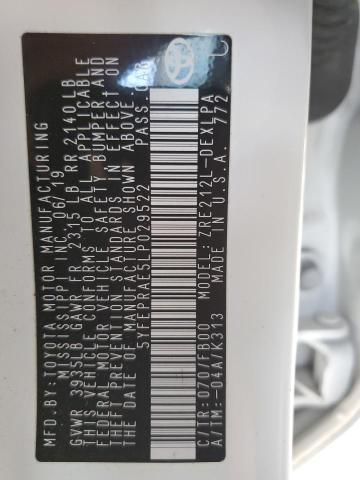 MFD.BY:TOYOTA MOTOR MANUFACTURING
MISSISSIPPI INC. 06/19
GVWR 3935LB GAWR FR 2315 LB RR 2140 LB
THIS VEHICLE CONFORMS TO ALL APPLICABLE
FEDERAL MOTOR VEHICLE SAFETY, BUMPER, AND
THEFT PREVENTION STANDARDS IN EFFECT ON
THE DATE OF MANUFACTURE SHOWN ABOVE.
5YFEPRAE5LP029522 PASS.CAR
C/TR:070/FB00 MODEL:ZRE212L-DEXLPA
A/TM:-04A/K313 MADE IN U.S.A. 772